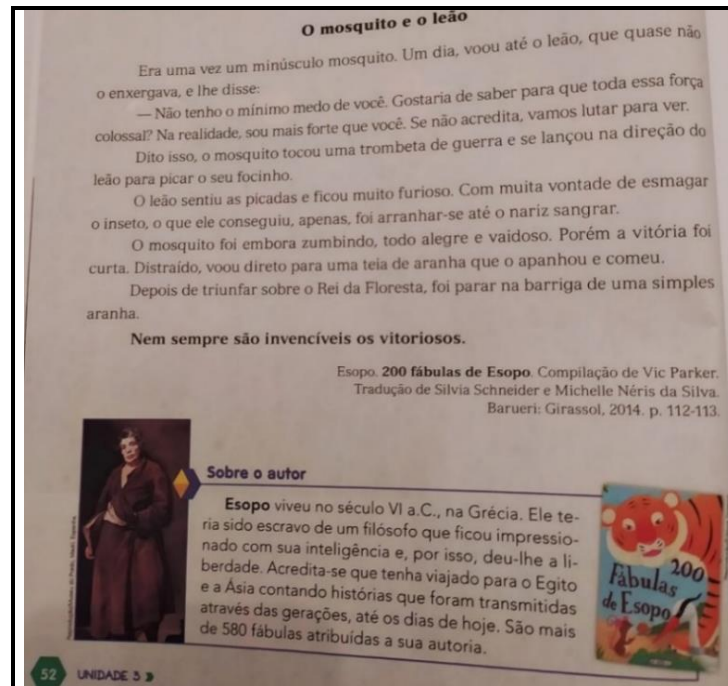 O mosquito e o leão
Era uma vez um minúsculo mosquito. Um dia, voou até o leão, que quase não
o enxergava, e lhe disse:
— Não tenho o mínimo medo de você. Gostaria de saber para que toda essa força
colossal? Na realidade, sou mais forte que você. Se não acredita, vamos lutar para ver.
Dito isso, o mosquito tocou uma trombeta de guerra e se lançou na direção do
leão para picar o seu focinho.
O leão sentiu as picadas e ficou muito furioso. Com muita vontade de esmagar
o inseto, o que ele conseguiu, apenas, foi arranhar-se até o nariz sangrar.
O mosquito foi embora zumbindo, todo alegre e vaidoso. Porém a vitória foi
curta. Distraído, voou direto para uma teia de aranha que o apanhou e comeu.
Depois de triunfar sobre o Rei da Floresta, foi parar na barriga de uma simples
aranha.
Nem sempre são invencíveis os vitoriosos.
Esopo. 200 fábulas de Esopo. Compilação de Vic Parker.
Tradução de Silvia Schneider e Michelle Néris da Silva.
Barueri: Girassol, 2014. p. 112-113.
Sobre o autor
Esopo viveu no século VI a.C., na Grécia. Ele te-
ria sido escravo de um filósofo que ficou impressio-
nado com sua inteligência e, por isso, deu-lhe a li-
berdade. Acredita-se que tenha viajado para o Egito
e a Ásia contando histórias que foram transmitidas
através das gerações, até os dias de hoje. São mais
de 580 fábulas atribuídas a sua autoria.
200
Fábulas
de Esopo
52 UNIDADE 3